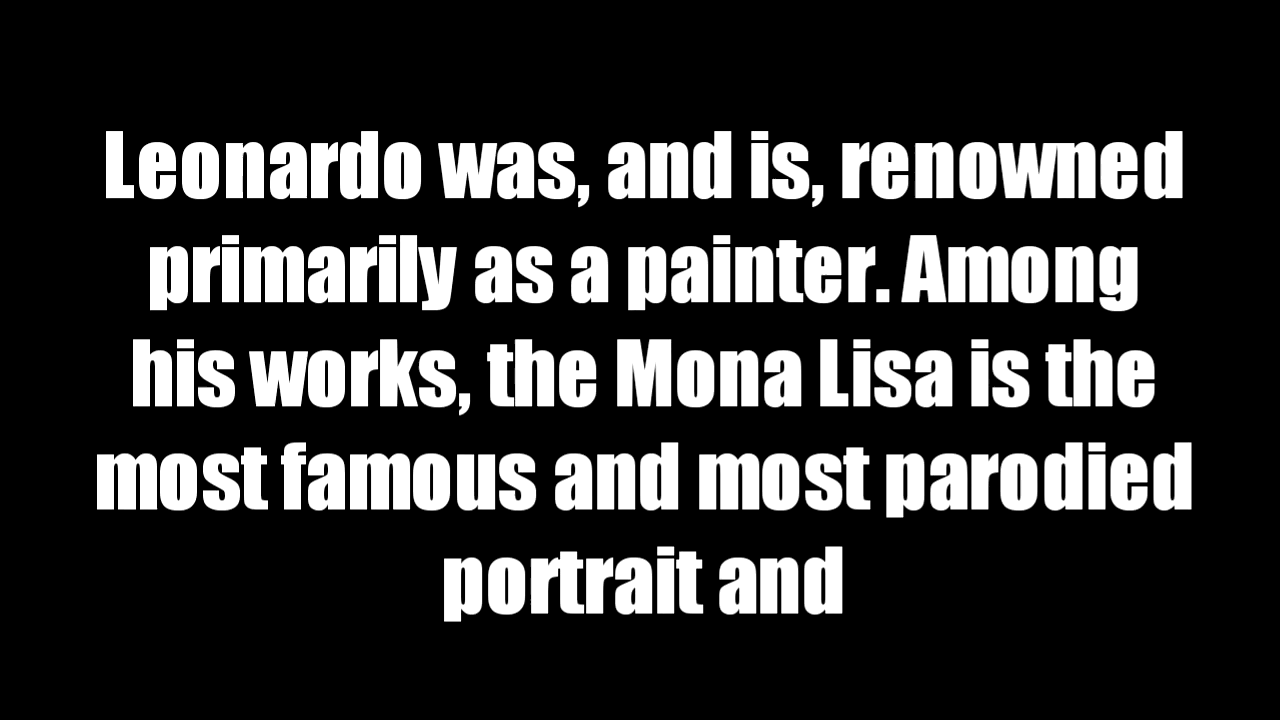 Leonardo was, and is, renowned
primarily as a painter. Among
his works, the Mona Lisa is the
most famous and most parodied
portrait and